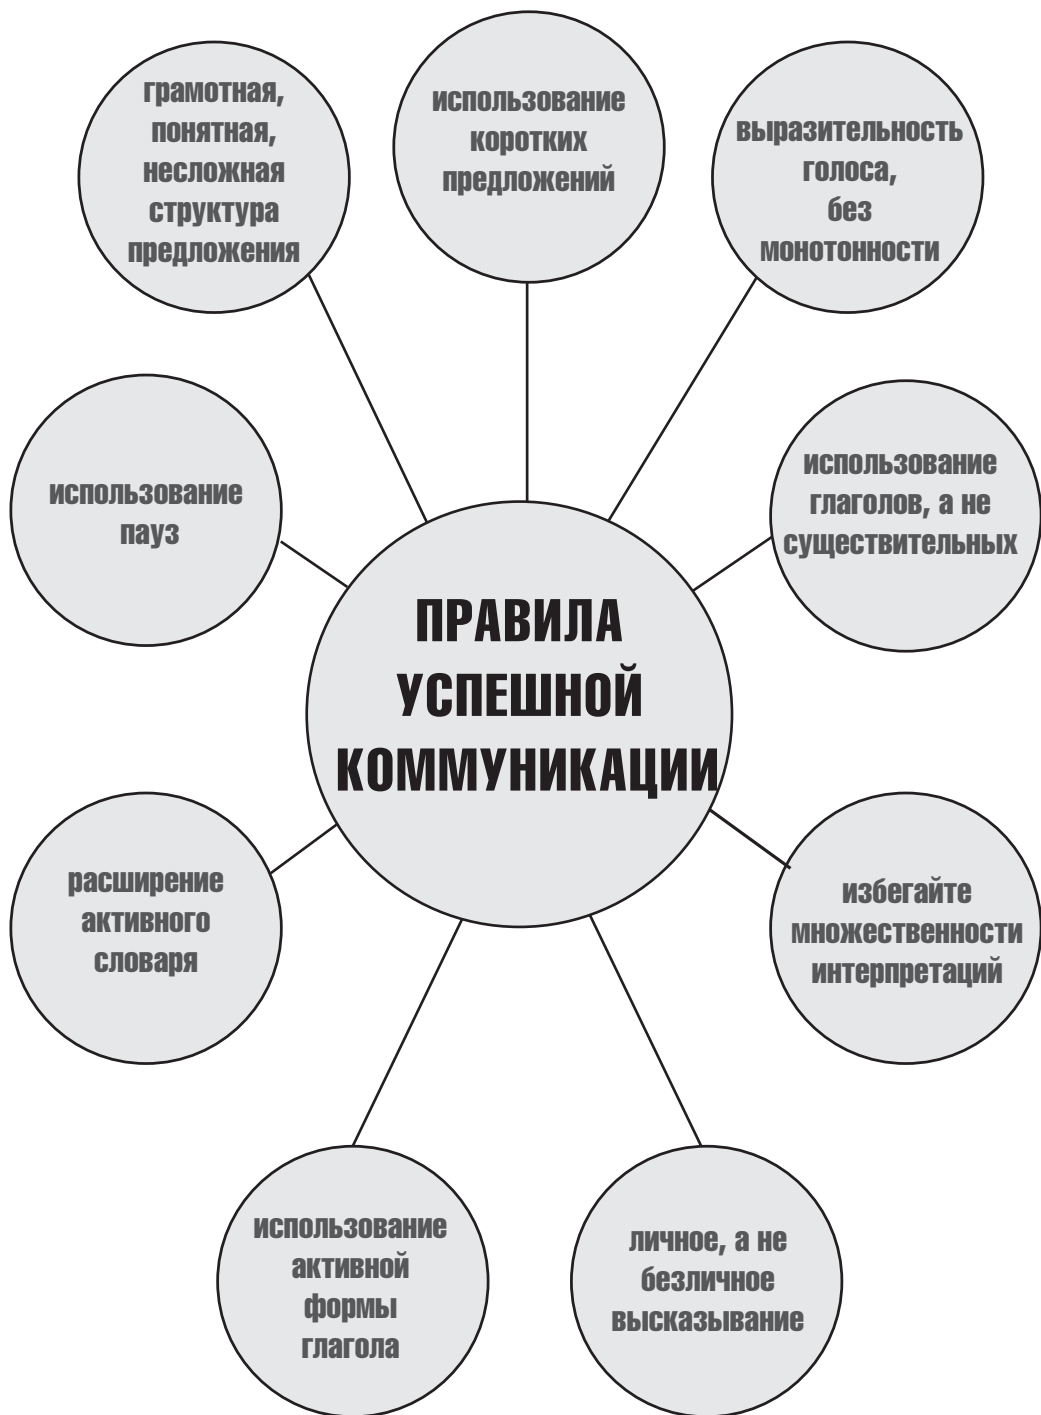 грамотная,
понятная,
несложная
структура
предложения
использование
коротких
предложений
выразительность
голоса,
без
монотонности
использование
пауз
использование
глаголов, а не
существительных
ПРАВИЛА
УСПЕШНОЙ
КОММУНИКАЦИИ
расширение
активного
словаря
избегайте
множественности
интерпретаций
использование
активной
формы
глагола
личное, а не
безличное
высказывание